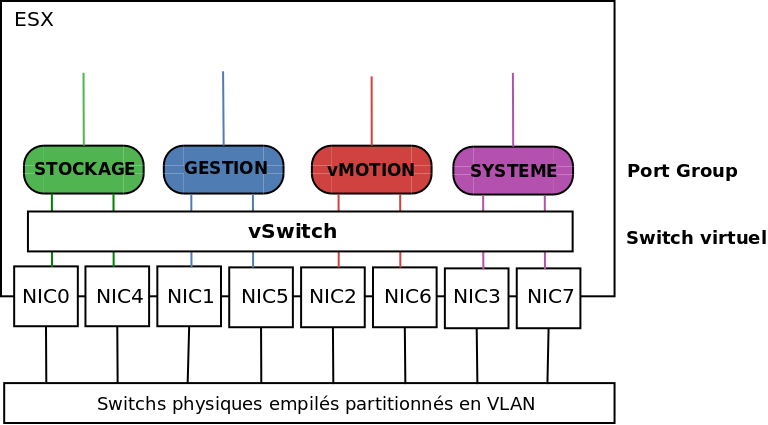 ESX
STOCKAGE
GESTION
vMOTION
SYSTEME
Port Group
vSwitch
Switch virtuel
NIC0
NIC4
NIC1
NIC5
NIC2
NIC6
NIC3
NIC7
Switchs physiques empilés partitionnés en VLAN